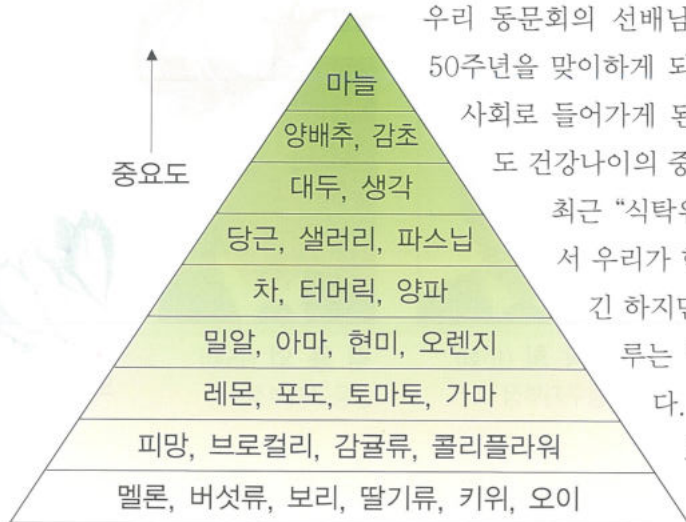 중요도
마늘
양배추, 감초
대두, 생각
당근, 샐러리, 파스닙
차, 터머릭, 양파
밀알, 아마, 현미, 오렌지
레몬, 포도, 토마토, 가마
피망, 브로컬리, 감귤류, 콜리플라워
멜론, 버섯류, 보리, 딸기류, 키위, 오이
우리 동문회의 선배님
50주년을 맞이하게 되
사회로 들어가게 된
도 건강나이의 중
최근 “식탁우
서 우리가
긴 하지만
루는
다.